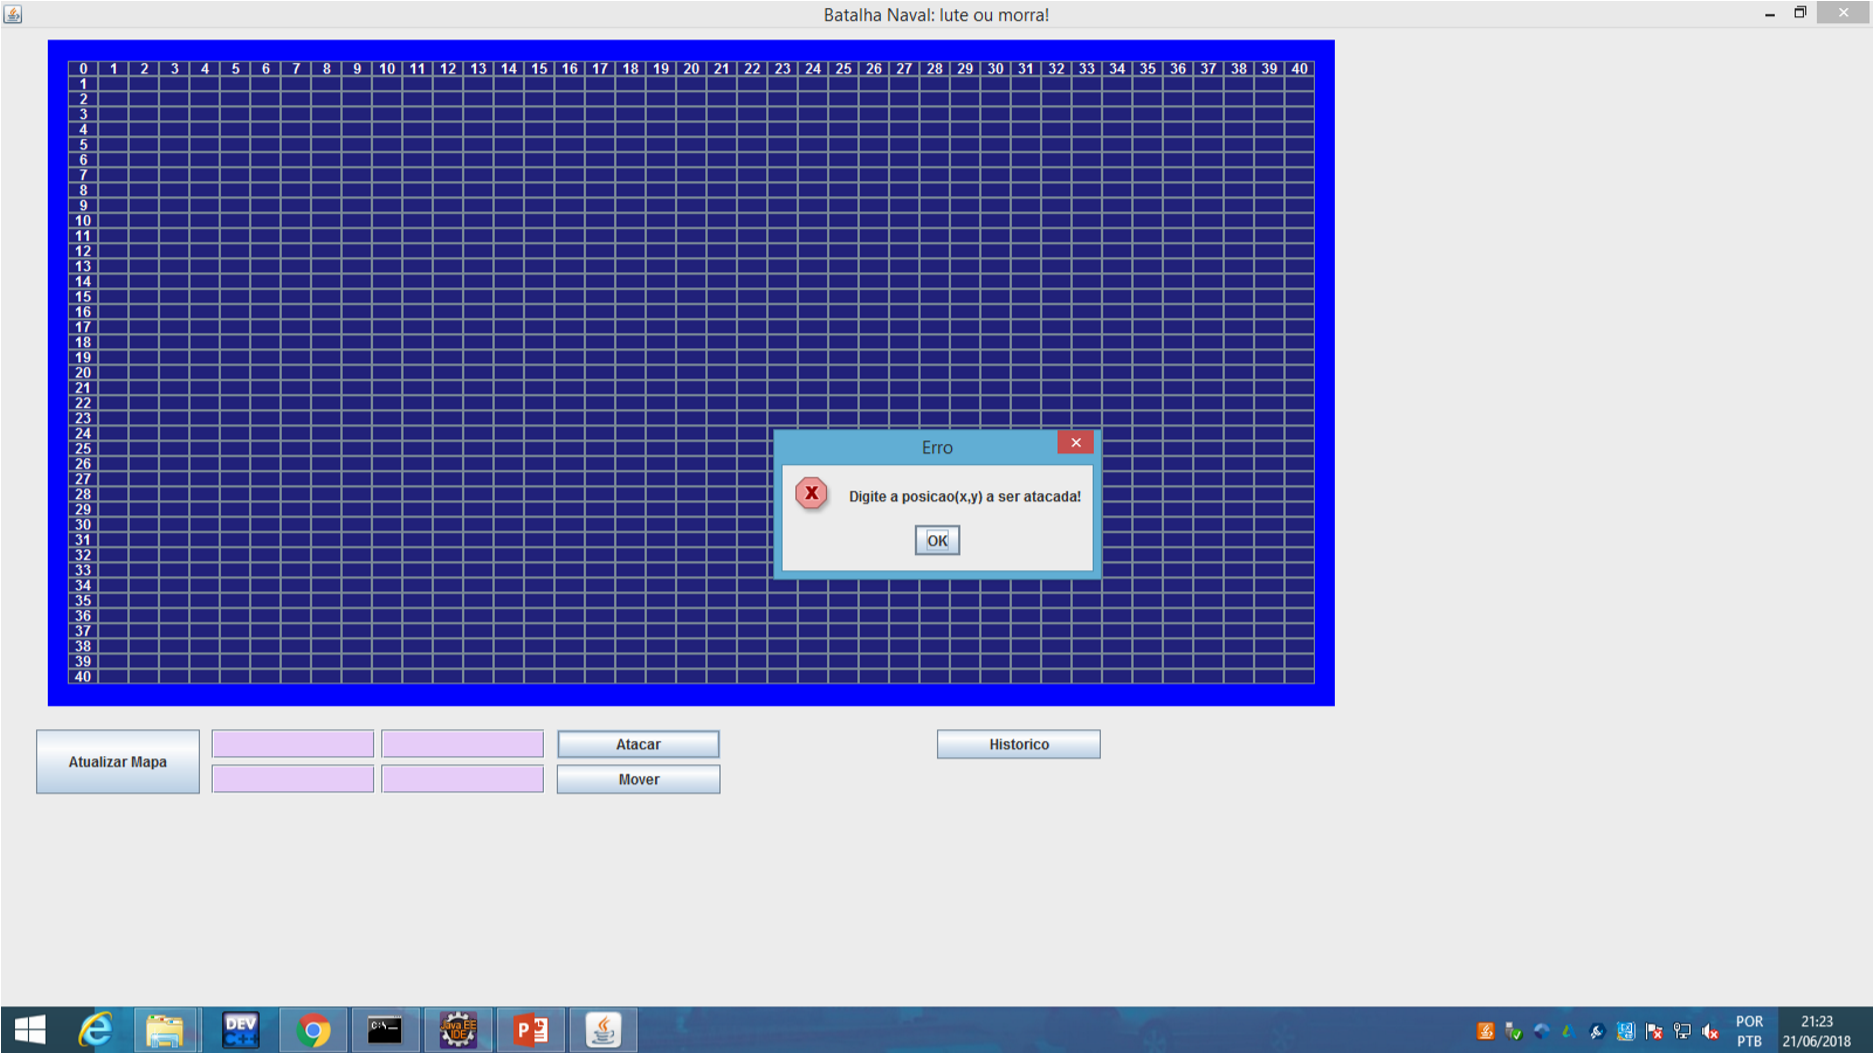 Batalha Naval: lute ou morra!
0 1 2 3 4 5 6 7 8 9 10 11 12 13 14 15 16 17 18 19 20 21 22 23 24 25 26 27 28 29 30 31 32 33 34 35 36 37 38 39 40
1
2
3
4
5
6
7
8
9
10
11
12
13
14
15
16
17
18
19
20
21
22
23
24
25
26
27
28
29
30
31
32
33
34
35
36
37
38
39
40
Erro
Digite a posicao(x,y) a ser atacada!
OK
Atualizar Mapa
Atacar
Mover
Historico
DEV
C++
C:\
Java EE
IDE
P
POR
PTB
21:23
21/06/2018